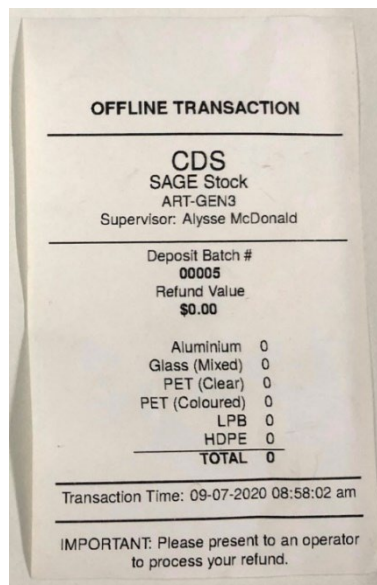 OFFLINE TRANSACTION
CDS
SAGE Stock
ART-GEN3
Supervisor: Alysse McDonald
Deposit Batch #
00005
Refund Value
$0.00
Aluminium 0
Glass (Mixed) 0
PET (Clear) 0
PET (Coloured) 0
LPB 0
HDPE 0
TOTAL 0
Transaction Time: 09-07-2020 08:58:02 am
IMPORTANT: Please present to an operator
to process your refund.